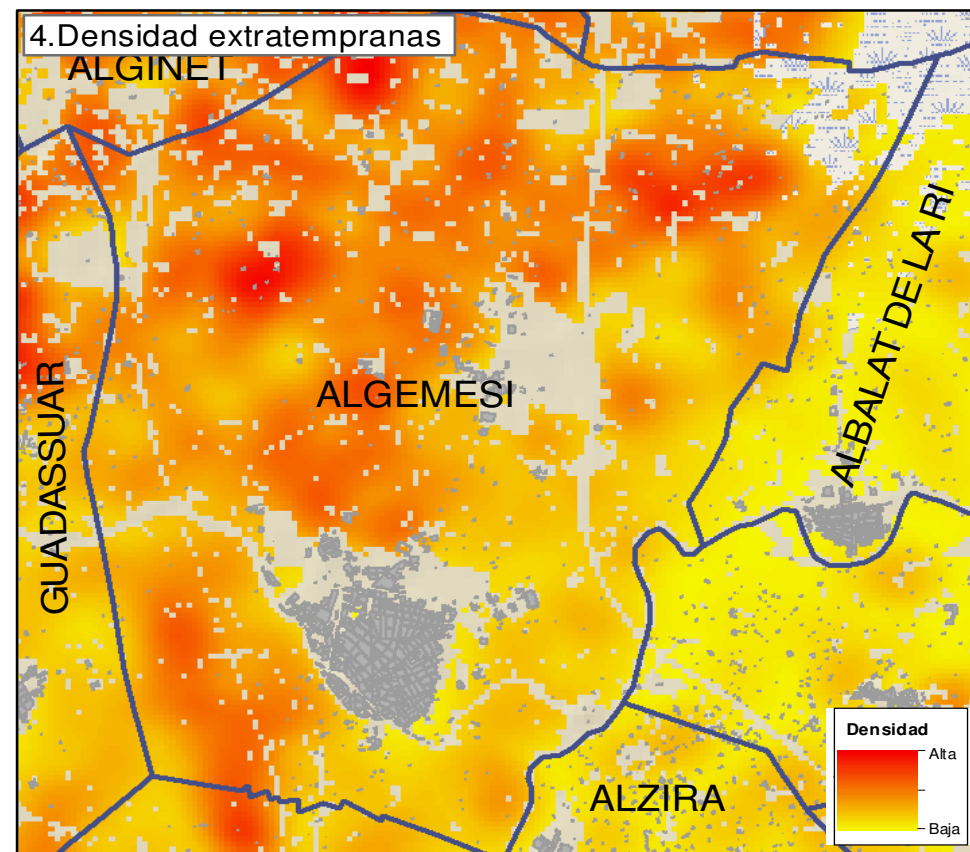 4.Densidad extratempranas
ALGINET
ALBALAT DE LA RI
GUADASSUAR
ALGEMESI
ALZIRA
Densidad
Alta
Baja